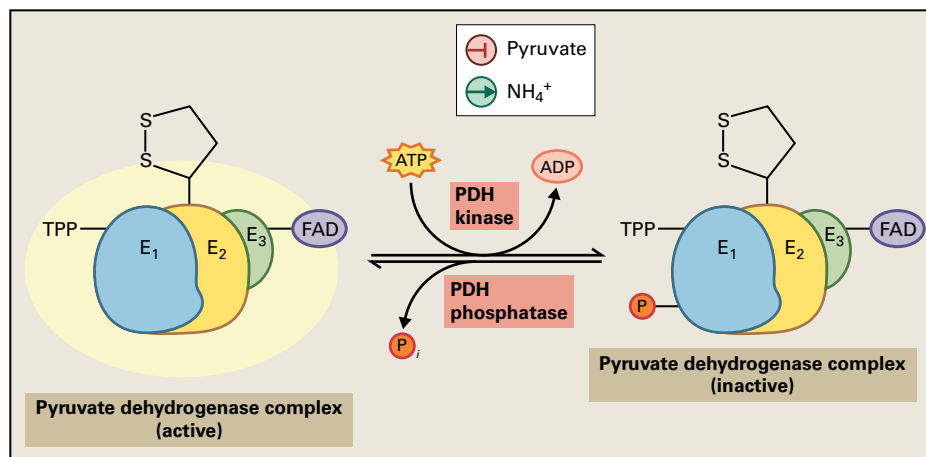 Pyruvate
NH₄⁺
S
S
TPP
E₁
E₂
E₃
FAD
Pyruvate dehydrogenase complex
(active)
ATP
ADP
PDH
kinase
PDH
phosphatase
P i
S
S
TPP
E₁
E₂
E₃
FAD
P
Pyruvate dehydrogenase complex
(inactive)